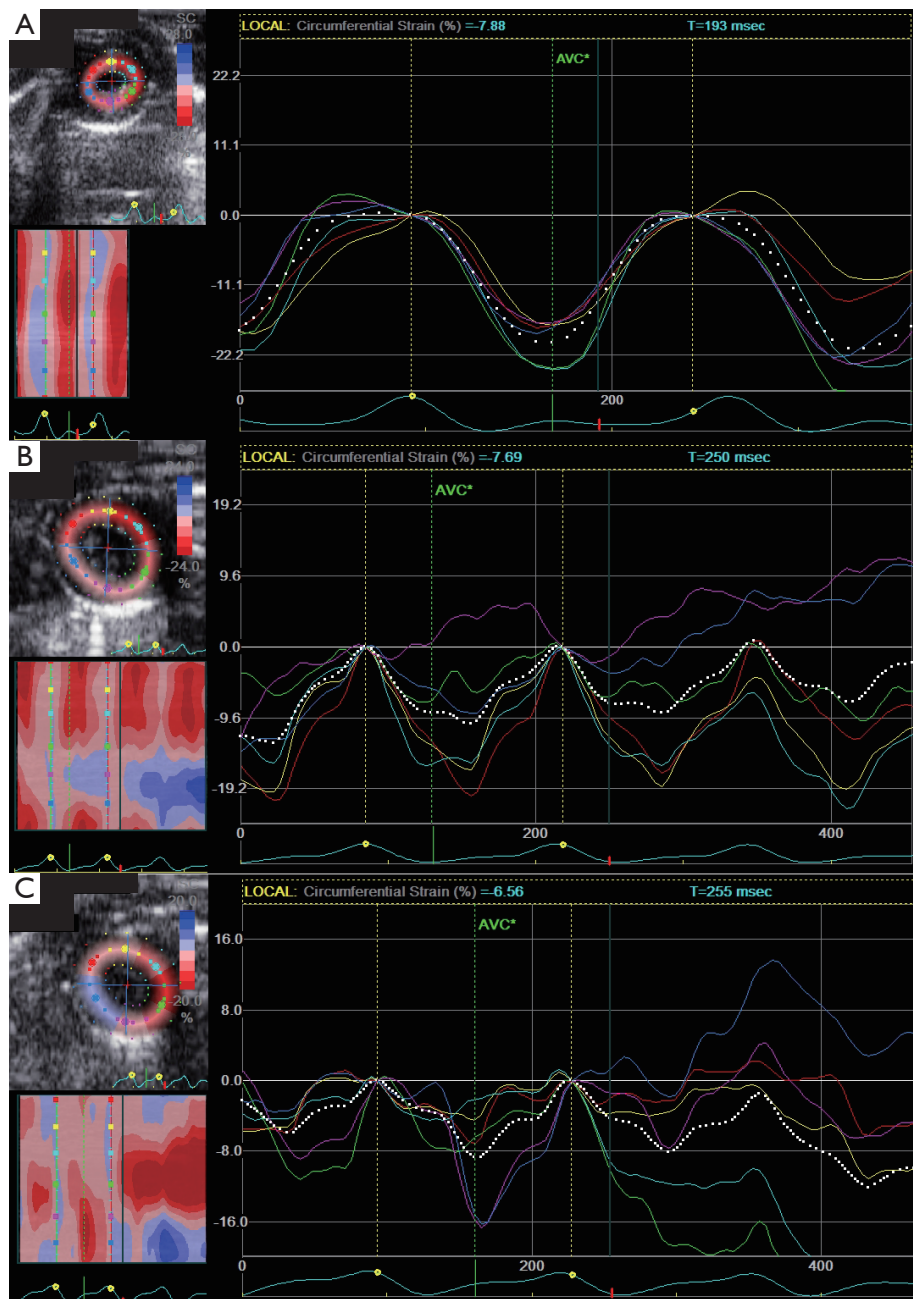 A
SC
28.0
LOCAL: Circumferential Strain (%) =-7.88 T=193 msec
AVC*
22.2
11.1
0.0
-11.1
-22.2
0 200
B
-24.0
%
LOCAL: Circumferential Strain (%) =-7.69 T=250 msec
AVC*
19.2
9.6
0.0
-9.6
-19.2
0 200 400
C
20.0
-20.0
%
LOCAL: Circumferential Strain (%) =-6.56 T=255 msec
AVC*
16.0
8.0
0.0
-8.0
-16.0
0 200 400